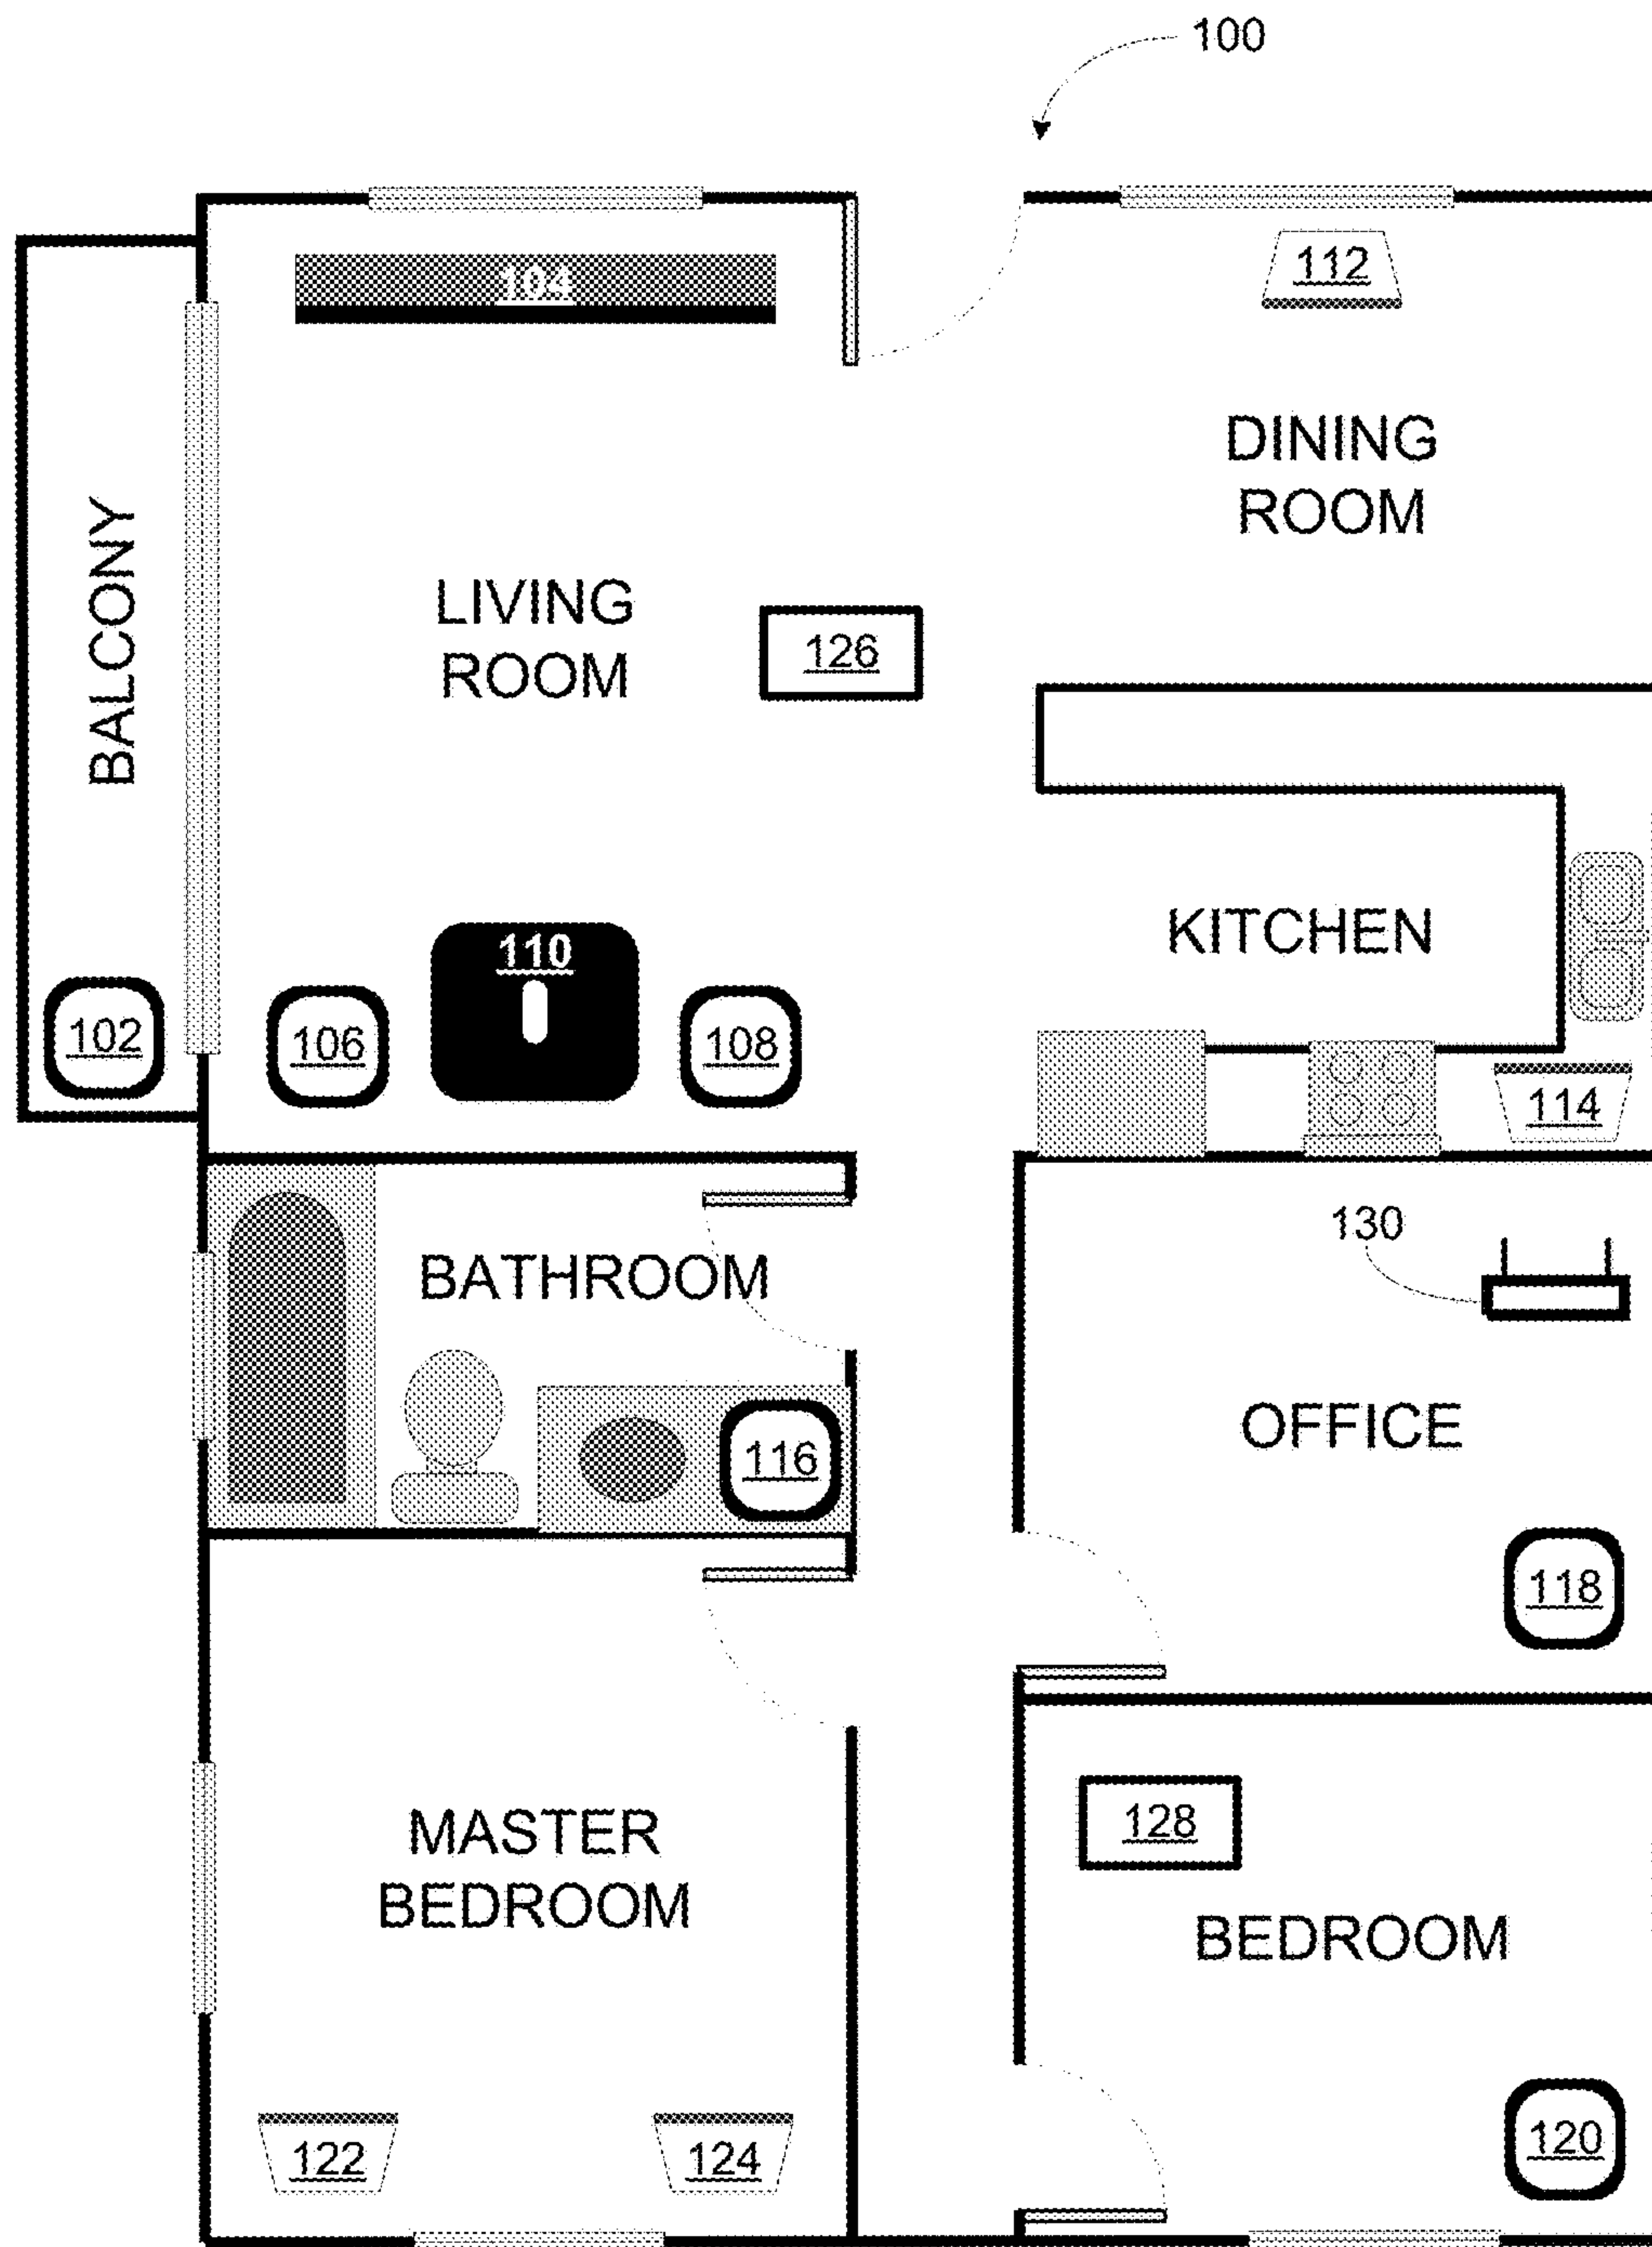 100
104
112
DINING
ROOM
BALCONY
LIVING
ROOM
126
KITCHEN
110
102
106
108
114
130
BATHROOM
OFFICE
116
118
128
MASTER
BEDROOM
BEDROOM
122
124
120